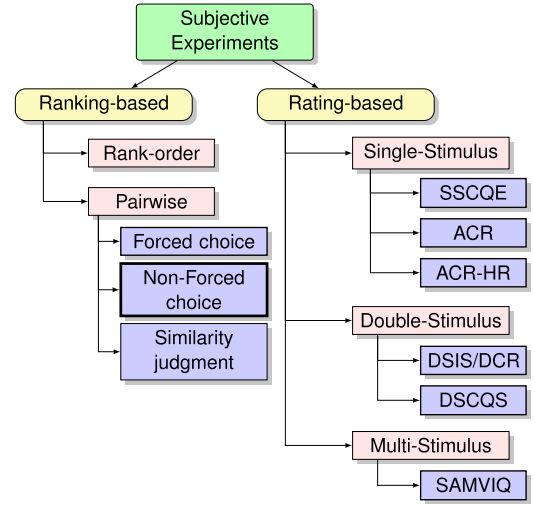 Subjective
Experiments
Ranking-based
Rank-order
Pairwise
Forced choice
Non-Forced
choice
Similarity
judgment
Rating-based
Single-Stimulus
SSCQE
ACR
ACR-HR
Double-Stimulus
DSIS/DCR
DSCQS
Multi-Stimulus
SAMVIQ